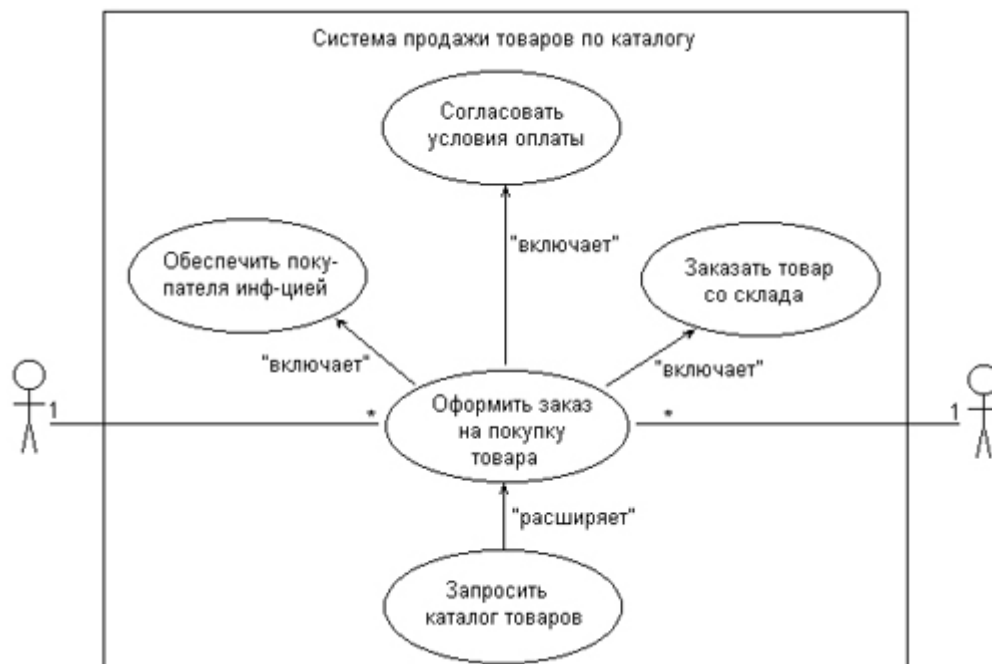 Система продажи товаров по каталогу
Согласовать
условия оплаты
"включает"
Обеспечить поку-
пателя инф-цией
Заказать товар
со склада
"включает"
"включает"
1
*
Оформить заказ
на покупку
товара
*
1
"расширяет"
Запросить
каталог товаров